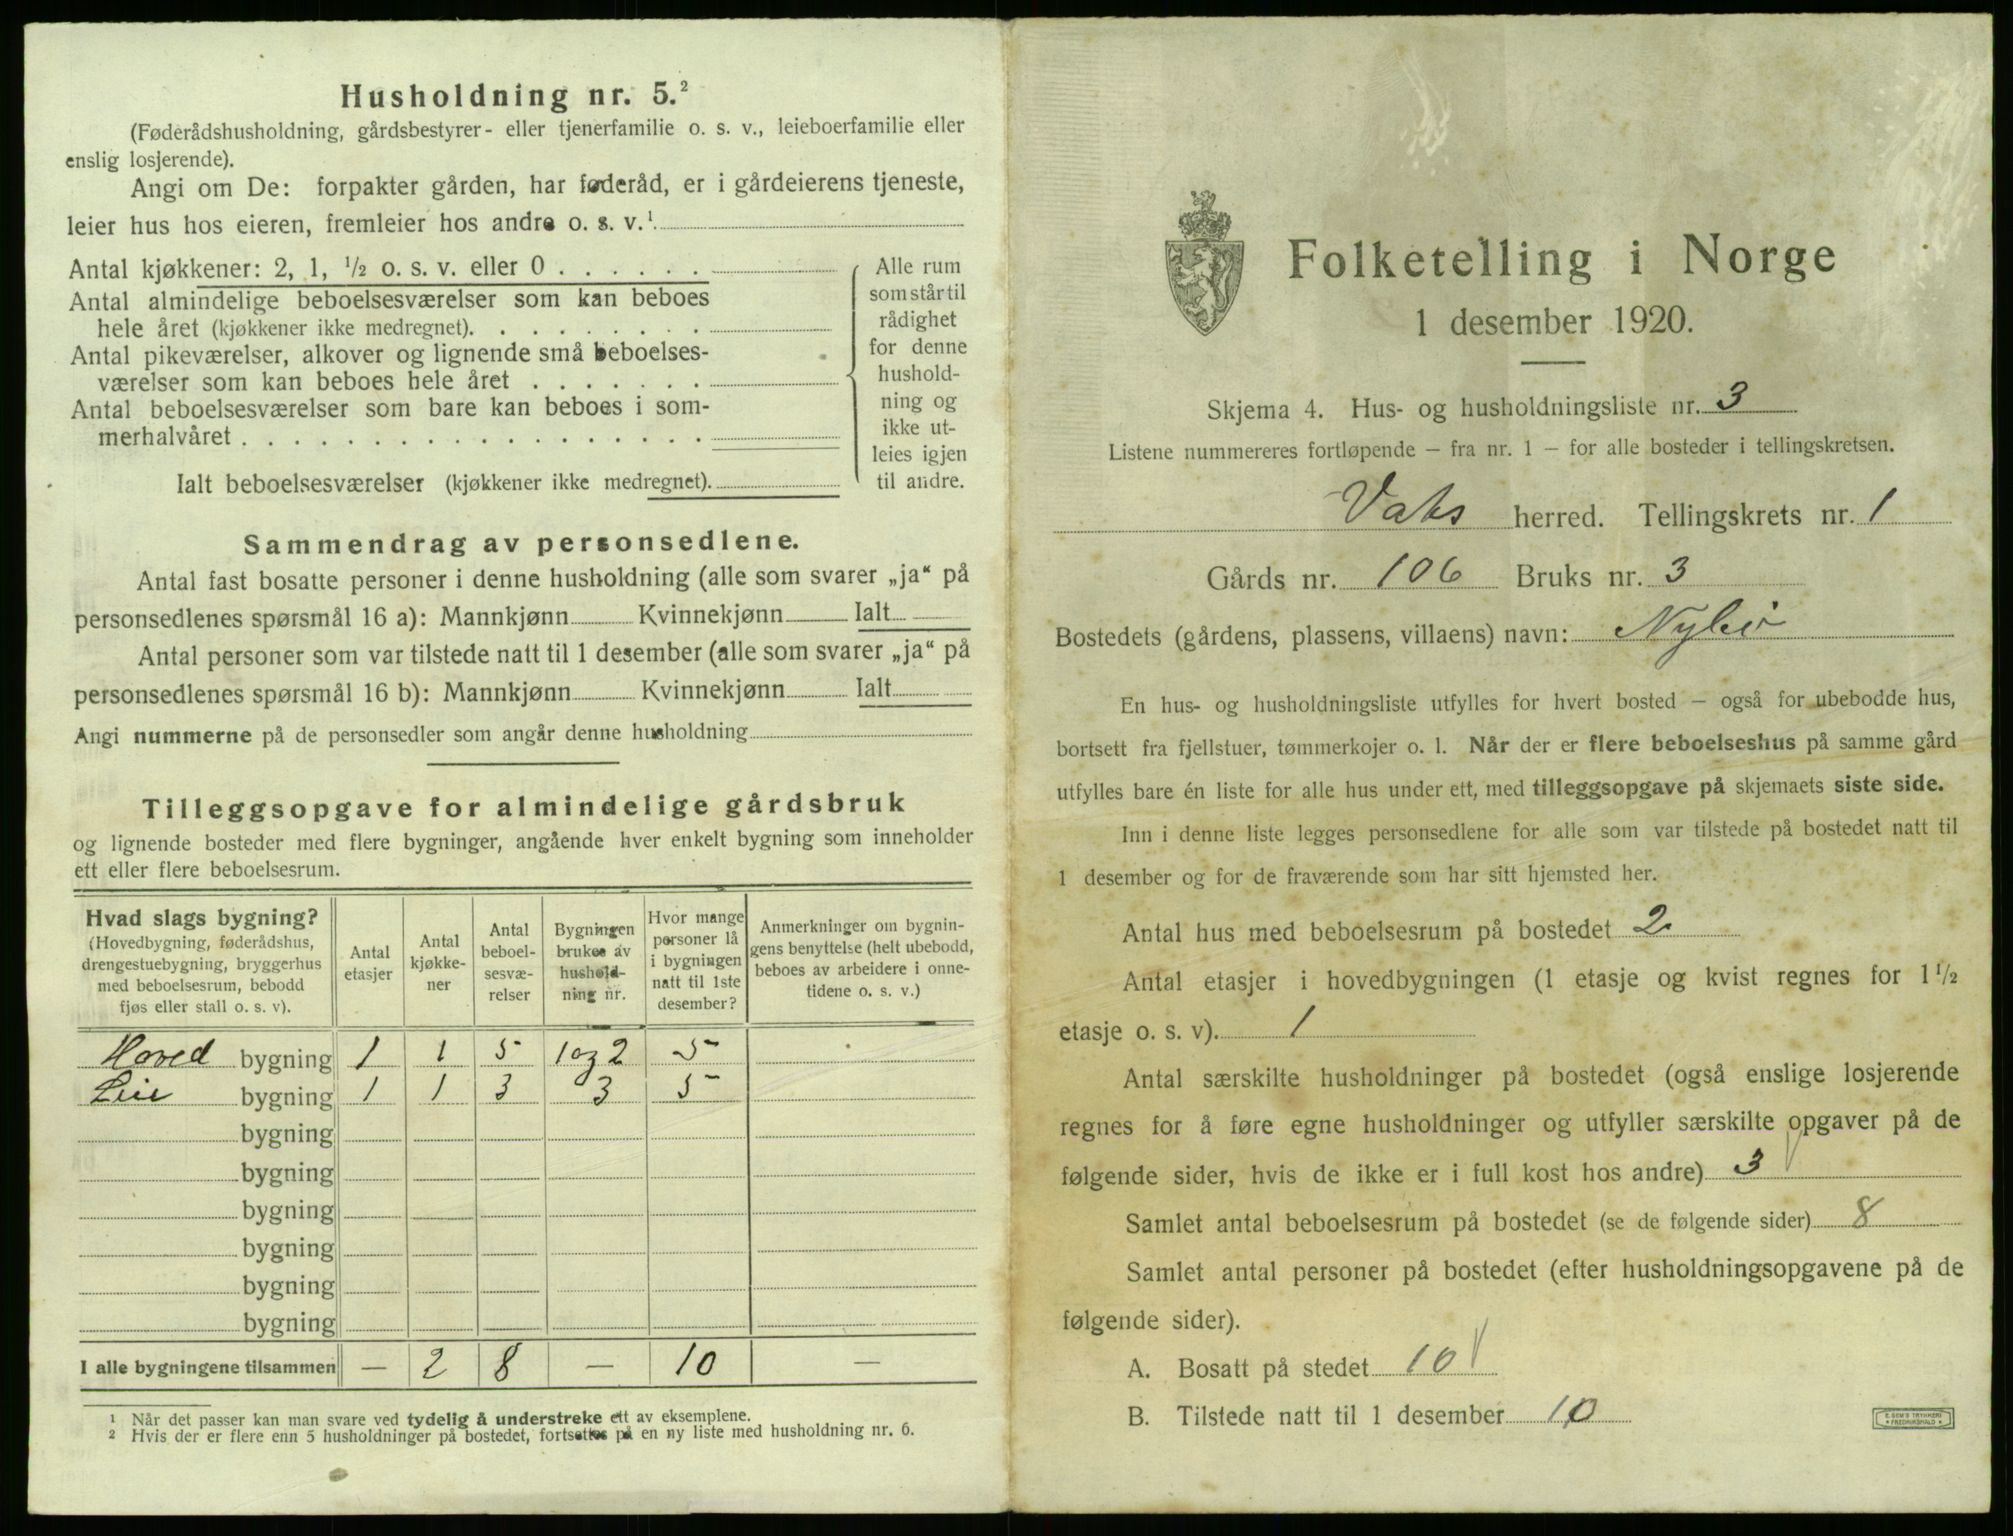 Husholdning nr. 5.²
(Føderådshusholdning, gårdsbestyrer- eller tjenerfamilie o. s. v., leieboerfamilie eller
enslig losjerende).
Angi om De: forpakter gården, har føderåd, er i gårdeierens tjeneste,
leier hus hos eieren, fremleier hos andre o. s. v.¹
Antal kjøkkener: 2, 1, ½ o. s. v. eller 0 . . . . . .
Antal almindelige beboelsesværelser som kan beboes
hele året (kjøkkener ikke medregnet). . . . . . . . .
Antal pikeværelser, alkover og lignende små beboelses-
værelser som kan beboes hele året . . . . . . .
Antal beboelsesværelser som bare kan beboes i som-
merhalvåret . . . . . . . . . . . . . . . . . .
Ialt beboelsesværelser (kjøkkener ikke medregnet).
Alle rum
som står til
rådighet
for denne
hushold-
ning og
ikke ut-
leies igjen
til andre.
Sammendrag av personsedlene.
Antal fast bosatte personer i denne husholdning (alle som svarer „ja“ på
personsedlenes spørsmål 16 a): Mannkjønn Kvinnekjønn Ialt
Antal personer som var tilstede natt til 1 desember (alle som svarer „ja“ på
personsedlenes spørsmål 16 b): Mannkjønn Kvinnekjønn Ialt
Angi nummerne på de personsedler som angår denne husholdning
Tilleggsopgave for almindelige gårdsbruk
og lignende bosteder med flere bygninger, angående hver enkelt bygning som inneholder
ett eller flere beboelsesrum.
Hvad slags bygning?
(Hovedbygning, føderådshus,
drengestuebygning, bryggerhus
med beboelsesrum, bebodd
fjøs eller stall o. s. v).
Antal
etasjer
Antal
kjøkke-
ner
Antal
beboel-
sesvæ-
relser
Bygningen
brukes av
hushold-
ning nr.
Hvor mange
personer lå
i bygningen
natt til 1ste
desember?
Anmerkninger om bygnin-
gens benyttelse (helt ubebodd,
beboes av arbeidere i onne-
tidene o. s. v.)
Hoved bygning 1 1 5 1 og 2 5
Leie bygning 1 1 3 3 5
bygning
bygning
bygning
bygning
bygning
bygning
I alle bygningene tilsammen — 2 8 — 10 —
¹ Når det passer kan man svare ved tydelig å understreke ett av eksemplene.
² Hvis der er flere enn 5 husholdninger på bostedet, fortsettes på en ny liste med husholdning nr. 6.
Folketelling i Norge
1 desember 1920.
Skjema 4. Hus- og husholdningsliste nr. 3
Listene nummereres fortløpende – fra nr. 1 – for alle bosteder i tellingskretsen.
Vats herred. Tellingskrets nr. 1
Gårds nr. 106 Bruks nr. 3
Bostedets (gårdens, plassens, villaens) navn: Nybø
En hus- og husholdningsliste utfylles for hvert bosted – også for ubebodde hus,
bortsett fra fjellstuer, tømmerkojer o. l. Når der er flere beboelseshus på samme gård
utfylles bare én liste for alle hus under ett, med tilleggsopgave på skjemaets siste side.
Inn i denne liste legges personsedlene for alle som var tilstede på bostedet natt til
1 desember og for de fraværende som har sitt hjemsted her.
Antal hus med beboelsesrum på bostedet 2
Antal etasjer i hovedbygningen (1 etasje og kvist regnes for 1 ½
etasje o. s. v). 1
Antal særskilte husholdninger på bostedet (også enslige losjerende
regnes for å føre egne husholdninger og utfyller særskilte opgaver på de
følgende sider, hvis de ikke er i full kost hos andre) 3
Samlet antal beboelsesrum på bostedet (se de følgende sider) 8
Samlet antal personer på bostedet (efter husholdningsopgavene på de
følgende sider).
A. Bosatt på stedet 10
B. Tilstede natt til 1 desember 10
E. SEM'S TRYKKERI
FREDRIKSHALD